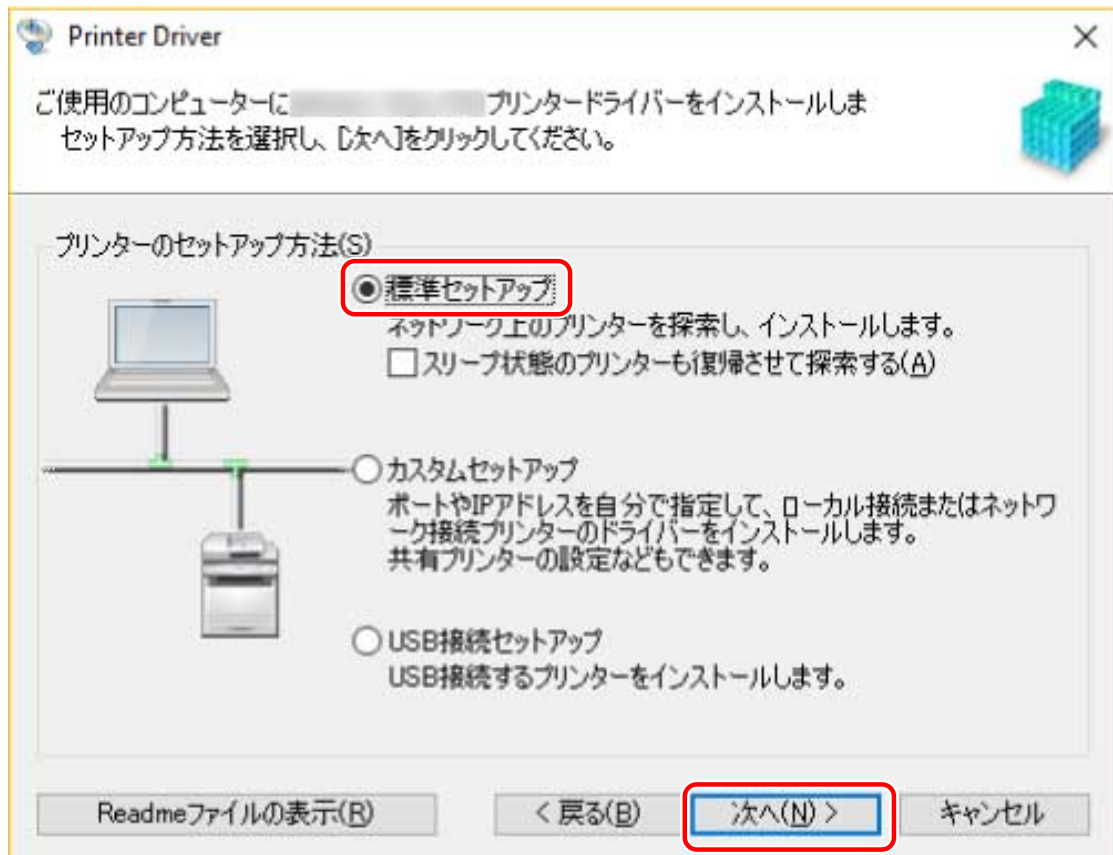 Printer Driver
ご使用のコンピューターに プリンタードライバーをインストールしま
セットアップ方法を選択し、[次へ]をクリックしてください。
プリンターのセットアップ方法(S)
標準セットアップ
ネットワーク上のプリンターを探索し、インストールします。
スリープ状態のプリンターも復帰させて探索する(A)
カスタムセットアップ
ポートやIPアドレスを自分で指定して、ローカル接続またはネットワ
ーク接続プリンターのドライバーをインストールします。
共有プリンターの設定などもできます。
USB接続セットアップ
USB接続するプリンターをインストールします。
Readmeファイルの表示(R)
< 戻る(B)
次へ(N) >
キャンセル